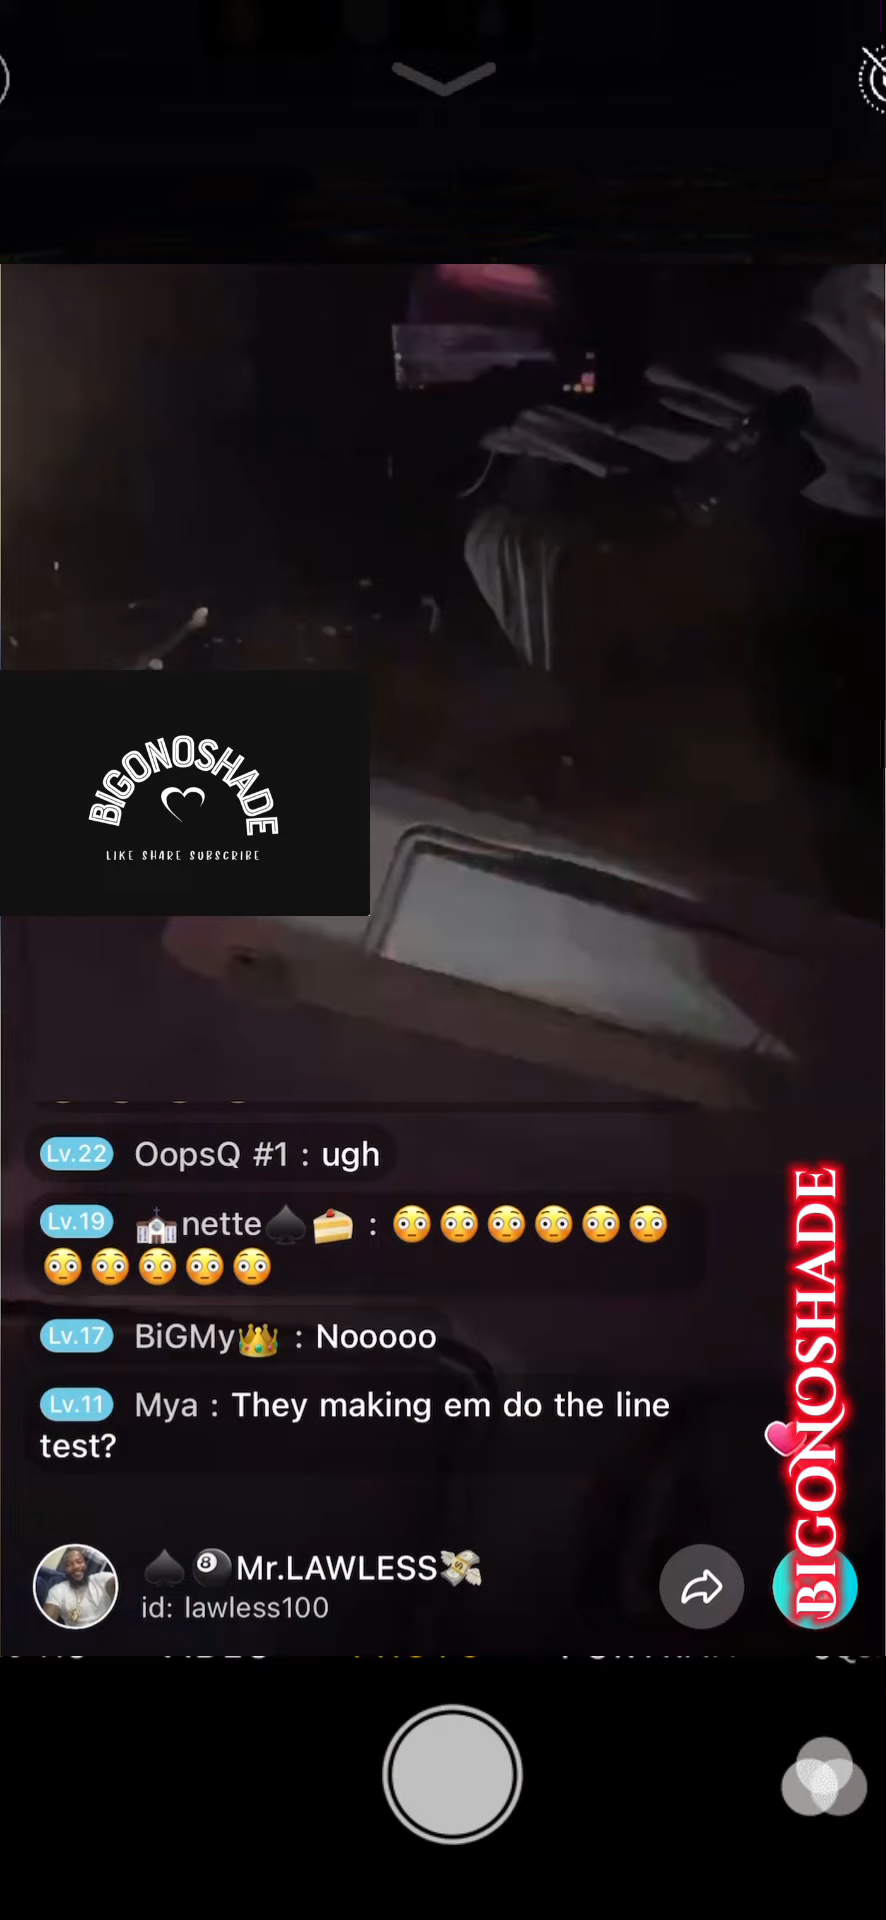 BIGONOSHADE
LIKE SHARE SUBSCRIBE
Lv.22 OopsQ #1 : ugh
Lv.19 ⛪nette♠️🍰 : 😳😳😳😳😳😳
😳😳😳😳😳
Lv.17 BiGMy👑 : Nooooo
Lv.11 Mya : They making em do the line
test?
♠️🎱Mr.LAWLESS💸
id: lawless100
BIGONOSHADE